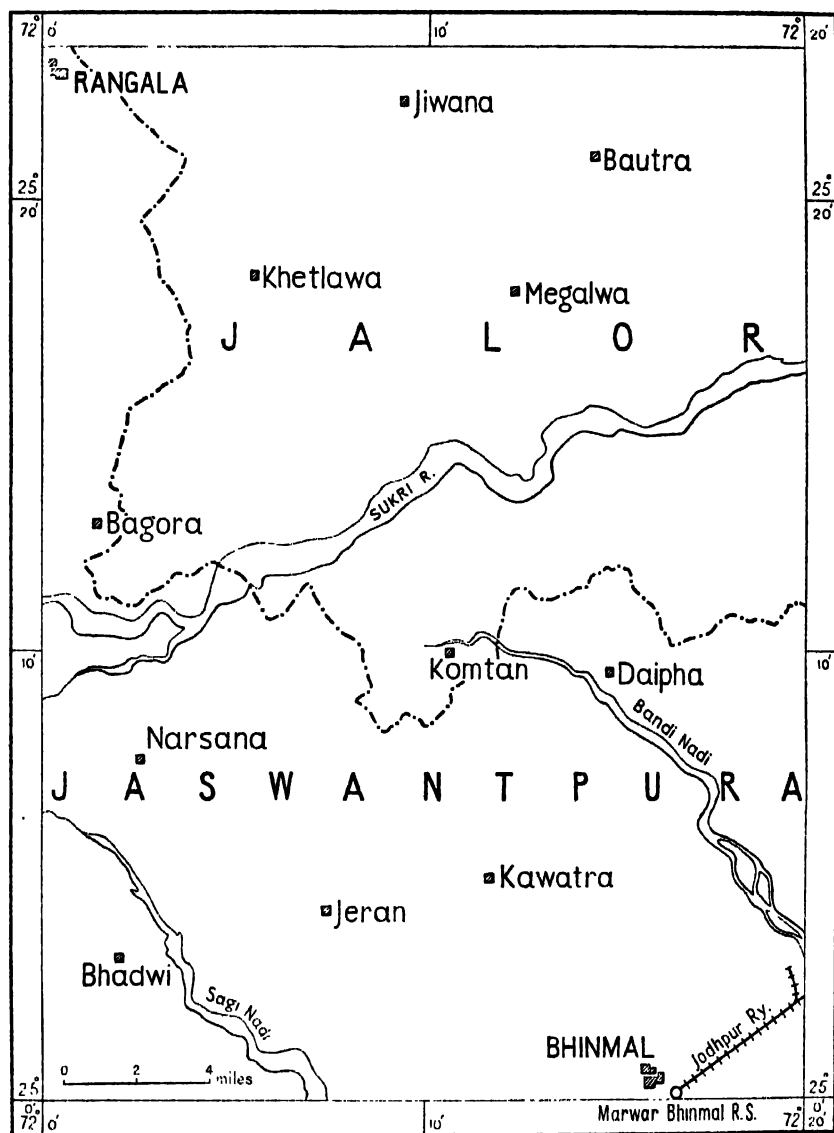 72° 0' 10' 72° 20'
RANGALA
Jiwana
Bautra
25° 20' 25° 20'
Khetlawa
Megalwa
J A L O R
SUKRI R.
Bagora
10' Komtan Daipha 10'
Bandi Nadi
Narsana
J A S W A N T P U R A
Kawatra
Jeran
Bhadwi
Sagi Nadi
Jodhpur Ry.
BHINMAL
0 2 4 miles
25° 0' 25° 0'
Marwar Bhinmal R.S.
72° 0' 10' 72° 20'